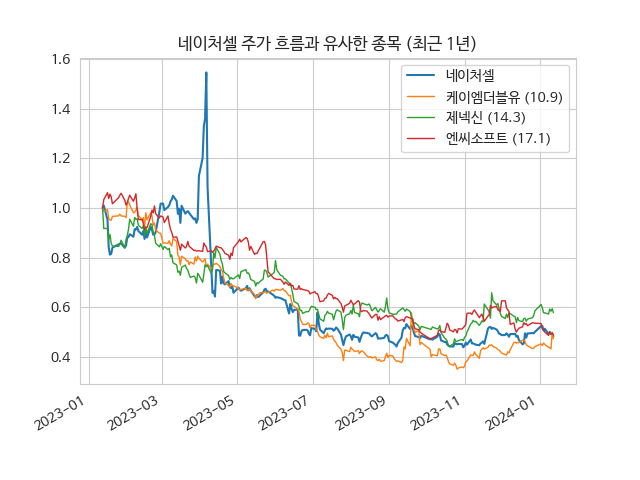 네이처셀 주가 흐름과 유사한 종목 (최근 1년)
네이처셀
케이엠더블유 (10.9)
제넥신 (14.3)
엔씨소프트 (17.1)
1.6
1.4
1.2
1.0
0.8
0.6
0.4
2023-01
2023-03
2023-05
2023-07
2023-09
2023-11
2024-01